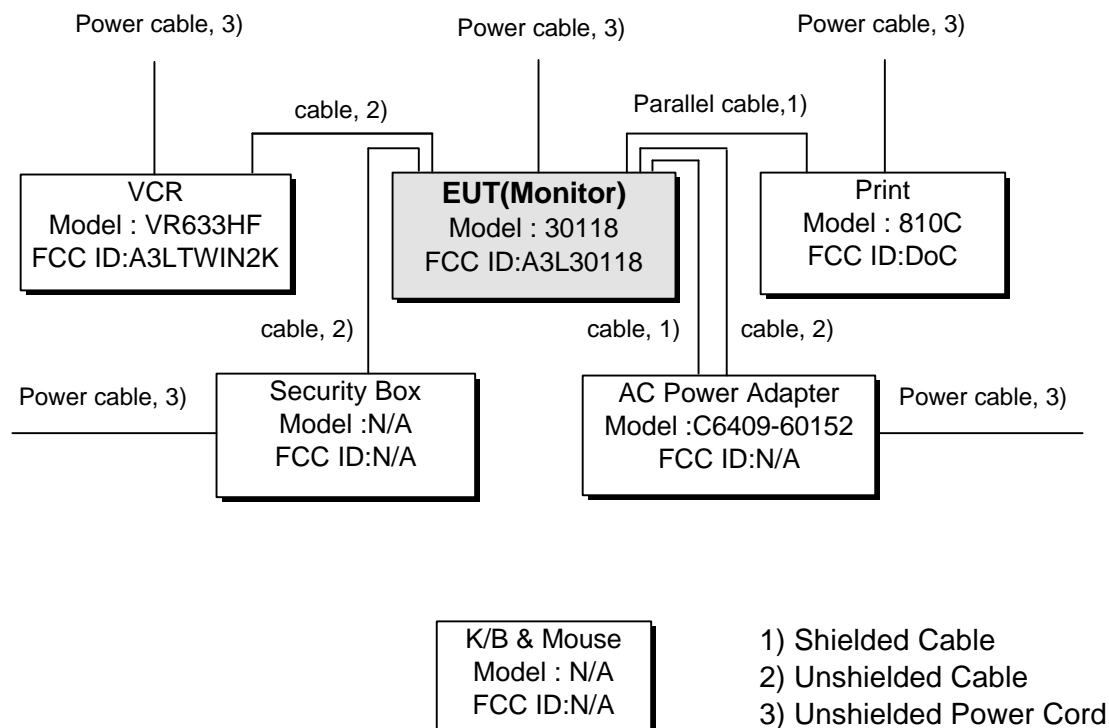 Power cable, 3)
Power cable, 3)
Power cable, 3)
cable, 2)
Parallel cable,1)
VCR
Model : VR633HF
FCC ID:A3LTWIN2K
EUT(Monitor)
Model : 30118
FCC ID:A3L30118
Print
Model : 810C
FCC ID:DoC
cable, 2)
cable, 1)
cable, 2)
Power cable, 3)
Security Box
Model :N/A
FCC ID:N/A
AC Power Adapter
Model :C6409-60152
FCC ID:N/A
Power cable, 3)
K/B & Mouse
Model : N/A
FCC ID:N/A
1) Shielded Cable
2) Unshielded Cable
3) Unshielded Power Cord